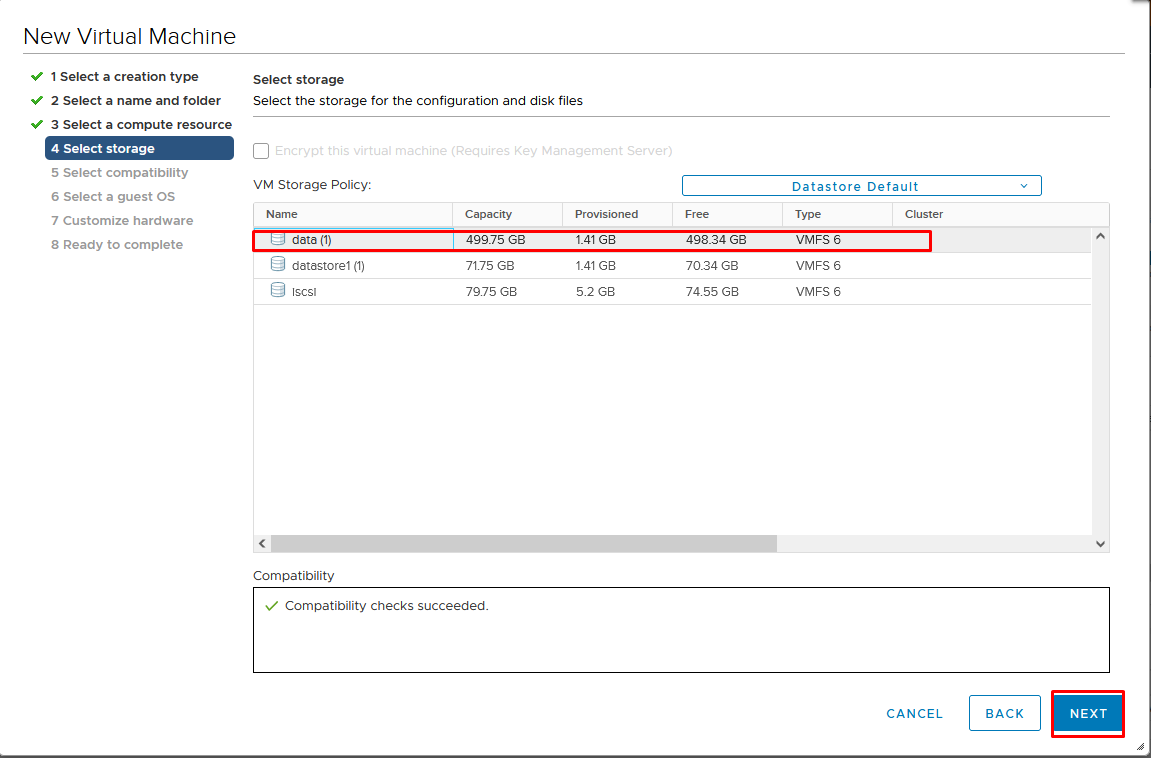 New Virtual Machine
1 Select a creation type
2 Select a name and folder
3 Select a compute resource
4 Select storage
5 Select compatibility
6 Select a guest OS
7 Customize hardware
8 Ready to complete
Select storage
Select the storage for the configuration and disk files
Encrypt this virtual machine (Requires Key Management Server)
VM Storage Policy: Datastore Default
Name Capacity Provisioned Free Type Cluster
data (1) 499.75 GB 1.41 GB 498.34 GB VMFS 6
datastore1 (1) 71.75 GB 1.41 GB 70.34 GB VMFS 6
iscsi 79.75 GB 5.2 GB 74.55 GB VMFS 6
Compatibility
Compatibility checks succeeded.
CANCEL BACK NEXT